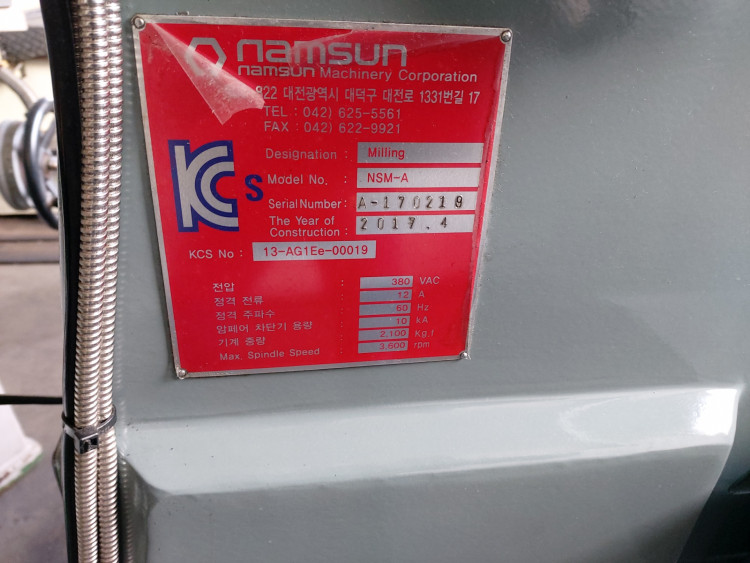 namsun
namsun Machinery Corporation
822 대전광역시 대덕구 대전로 1331번길 17
TEL : 042) 625-5561
FAX : 042) 622-9921
KCs
Designation : Milling
Model No. : NSM-A
Serial Number : A-170219
The Year of Construction : 2017.4
KCS No : 13-AG1Ee-00019
전압 : 380 VAC
정격 전류 : 12 A
정격 주파수 : 60 Hz
암페어 차단기 용량 : 10 kA
기계 중량 : 2,100 Kg.f
Max. Spindle Speed : 3,600 rpm